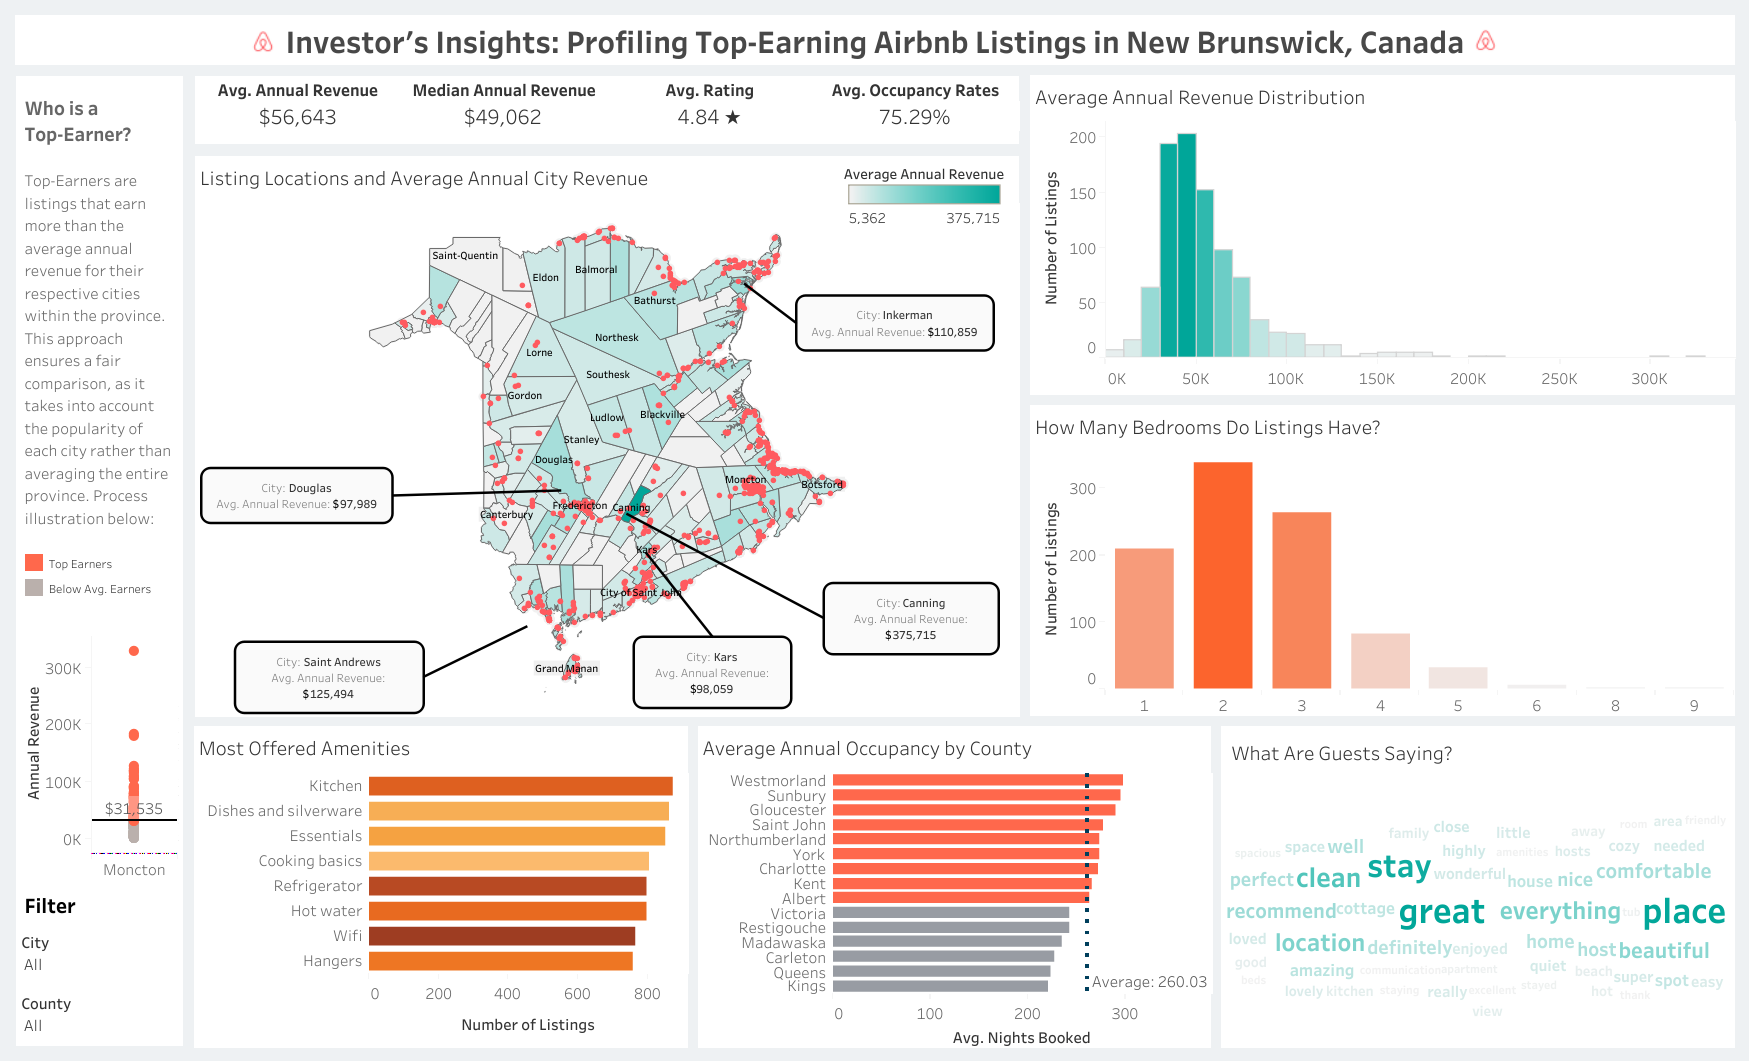 Investor's Insights: Profiling Top-Earning Airbnb Listings in New Brunswick, Canada
Who is a
Top-Earner?
Top-Earners are
listings that earn
more than the
average annual
revenue for their
respective cities
within the province.
This approach
ensures a fair
comparison, as it
takes into account
the popularity of
each city rather than
averaging the entire
province. Process
illustration below:
Top Earners
Below Avg. Earners
Annual Revenue
300K
200K
100K
$31,535
0K
Moncton
Filter
City
All
County
All
Avg. Annual Revenue
$56,643
Median Annual Revenue
$49,062
Avg. Rating
4.84 ★
Avg. Occupancy Rates
75.29%
Listing Locations and Average Annual City Revenue
Average Annual Revenue
5,362 375,715
Saint-Quentin
Eldon
Balmoral
Bathurst
Northesk
Lorne
Southesk
Gordon
Ludlow
Blackville
Stanley
Douglas
Moncton
Botsford
Fredericton
Canning
Canterbury
Kars
City of Saint John
Grand Manan
City: Inkerman
Avg. Annual Revenue: $110,859
City: Douglas
Avg. Annual Revenue: $97,989
City: Canning
Avg. Annual Revenue:
$375,715
City: Kars
Avg. Annual Revenue:
$98,059
City: Saint Andrews
Avg. Annual Revenue:
$125,494
Average Annual Revenue Distribution
Number of Listings
200
150
100
50
0
0K 50K 100K 150K 200K 250K 300K
How Many Bedrooms Do Listings Have?
Number of Listings
300
200
100
0
1 2 3 4 5 6 8 9
Most Offered Amenities
Kitchen
Dishes and silverware
Essentials
Cooking basics
Refrigerator
Hot water
Wifi
Hangers
0 200 400 600 800
Number of Listings
Average Annual Occupancy by County
Westmorland
Sunbury
Gloucester
Saint John
Northumberland
York
Charlotte
Kent
Albert
Victoria
Restigouche
Madawaska
Carleton
Queens
Kings
Average: 260.03
0 100 200 300
Avg. Nights Booked
What Are Guests Saying?
family close little away room area friendly
spacious space well highly amenities hosts cozy needed
perfect clean stay wonderful house nice comfortable
recommend cottage great everything tub place
loved location definitely enjoyed home host beautiful
good amazing communication apartment quiet beach super spot easy
beds lovely kitchen staying really excellent stayed hot thank
view